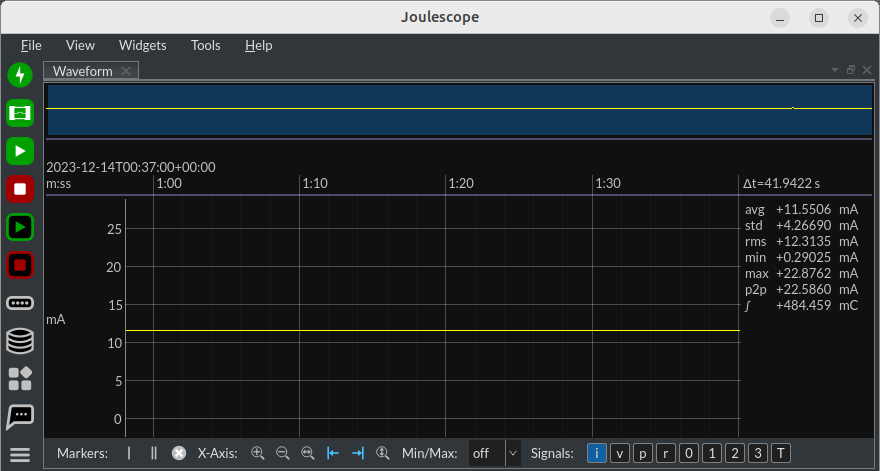 Joulescope
File View Widgets Tools Help
Waveform
2023-12-14T00:37:00+00:00
m:ss 1:00 1:10 1:20 1:30 Δt=41.9422 s
avg +11.5506 mA
std +4.26690 mA
rms +12.3135 mA
min +0.29025 mA
max +22.8762 mA
p2p +22.5860 mA
∫ +484.459 mC
25
20
15
mA
10
5
0
Markers: X-Axis: Min/Max: off Signals: i v p r 0 1 2 3 T